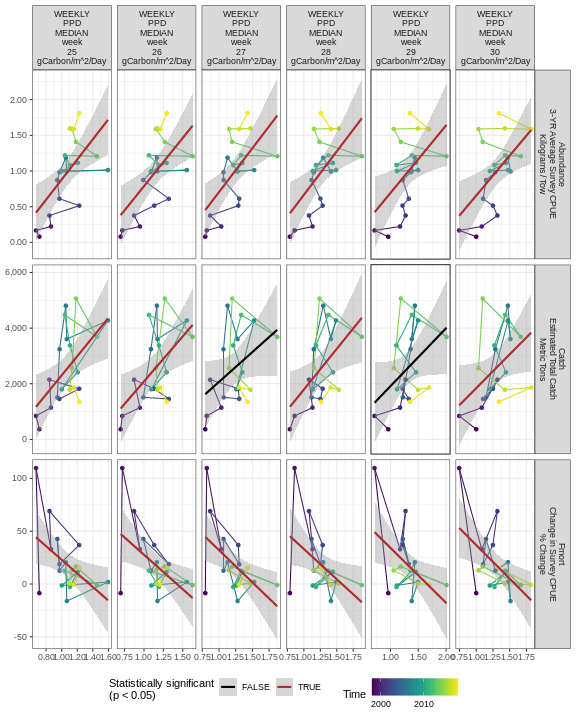 WEEKLY
PPD
MEDIAN
week
25
gCarbon/m^2/Day
WEEKLY
PPD
MEDIAN
week
26
gCarbon/m^2/Day
WEEKLY
PPD
MEDIAN
week
27
gCarbon/m^2/Day
WEEKLY
PPD
MEDIAN
week
28
gCarbon/m^2/Day
WEEKLY
PPD
MEDIAN
week
29
gCarbon/m^2/Day
WEEKLY
PPD
MEDIAN
week
30
gCarbon/m^2/Day
2.00
1.50
1.00
0.50
0.00
Abundance
3-YR Average Survey CPUE
Kilograms/Tow
6,000
4,000
2,000
0
Catch
Estimated Total Catch
Metric Tons
100
50
0
-50
Fmort
Change in Survey CPUE
% Change
0.80 1.00 1.20 1.40 1.60
0.75 1.00 1.25 1.50
0.75 1.00 1.25 1.50 1.75
0.75 1.00 1.25 1.50 1.75
1.00 1.50 2.00
0.75 1.00 1.25 1.50 1.75
Statistically significant
(p < 0.05)
FALSE
TRUE
Time
2000 2010